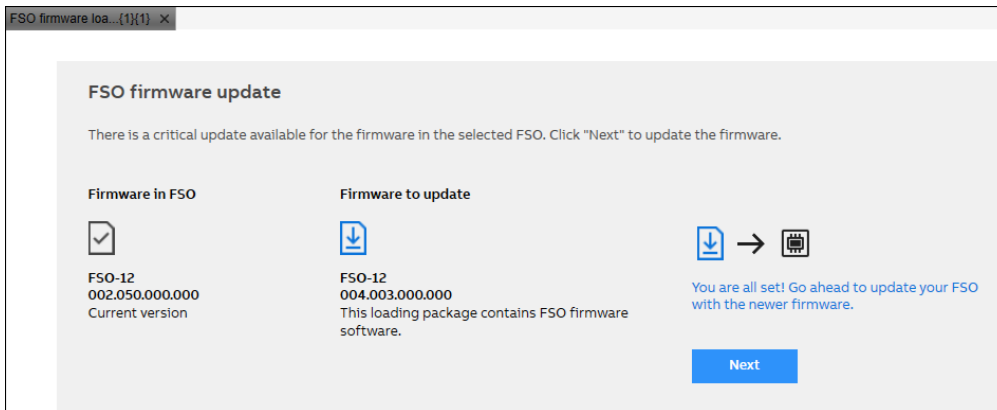 FSO firmware loa...{1}{1} ×
FSO firmware update
There is a critical update available for the firmware in the selected FSO. Click "Next" to update the firmware.
Firmware in FSO
FSO-12
002.050.000.000
Current version
Firmware to update
FSO-12
004.003.000.000
This loading package contains FSO firmware
software.
You are all set! Go ahead to update your FSO
with the newer firmware.
Next